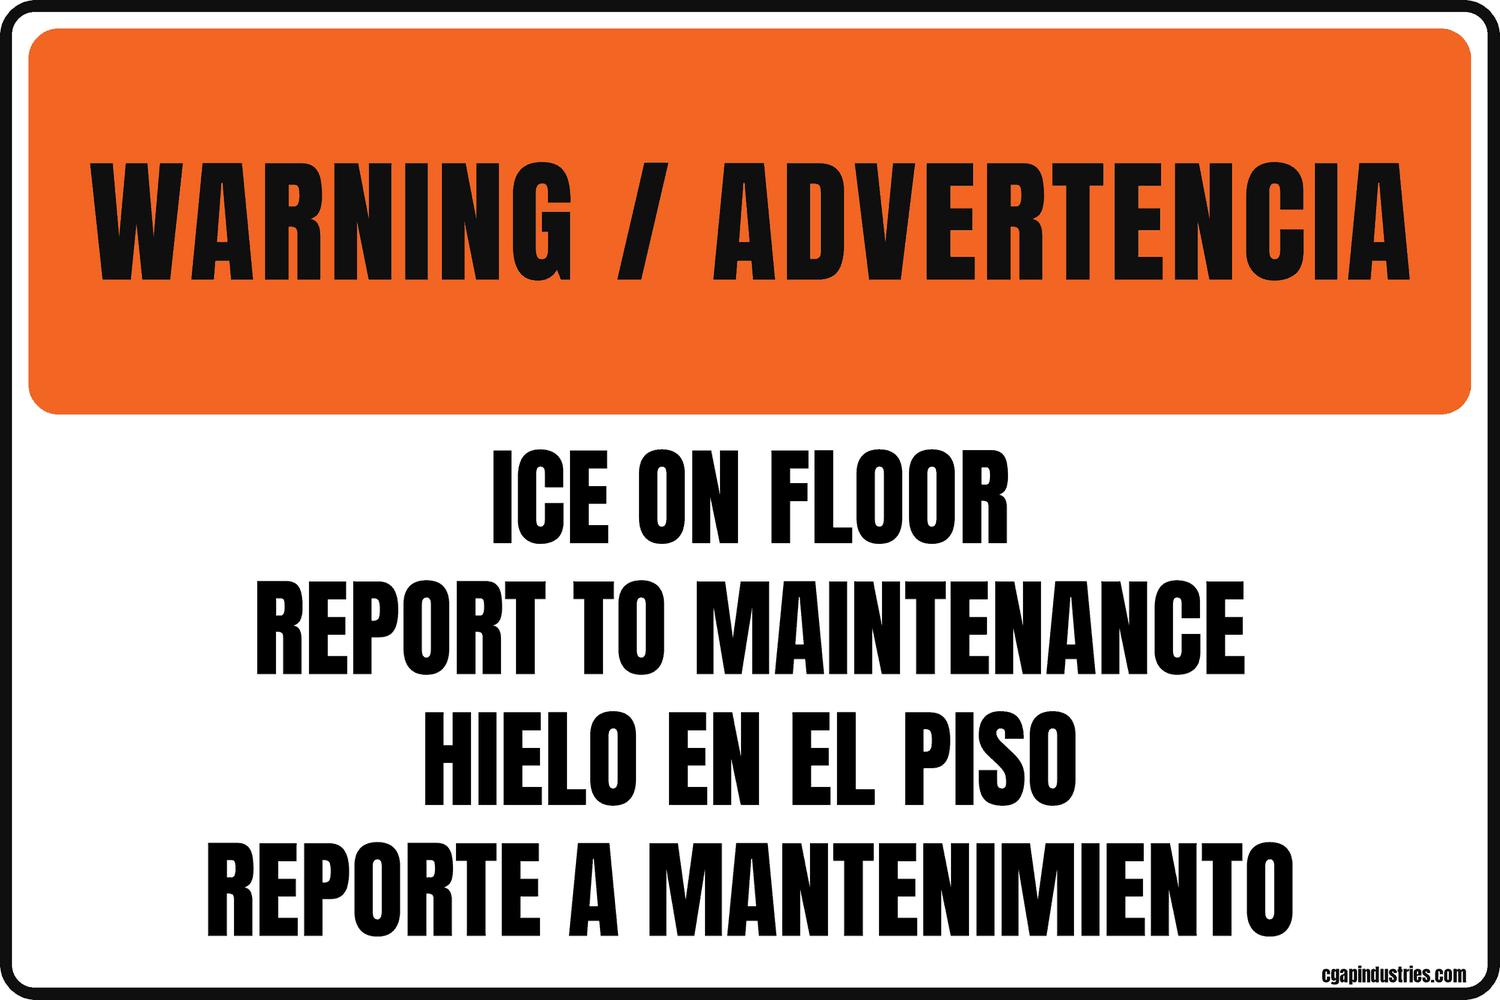 WARNING / ADVERTENCIA
ICE ON FLOOR
REPORT TO MAINTENANCE
HIELO EN EL PISO
REPORTE A MANTENIMIENTO
cgapindustries.com